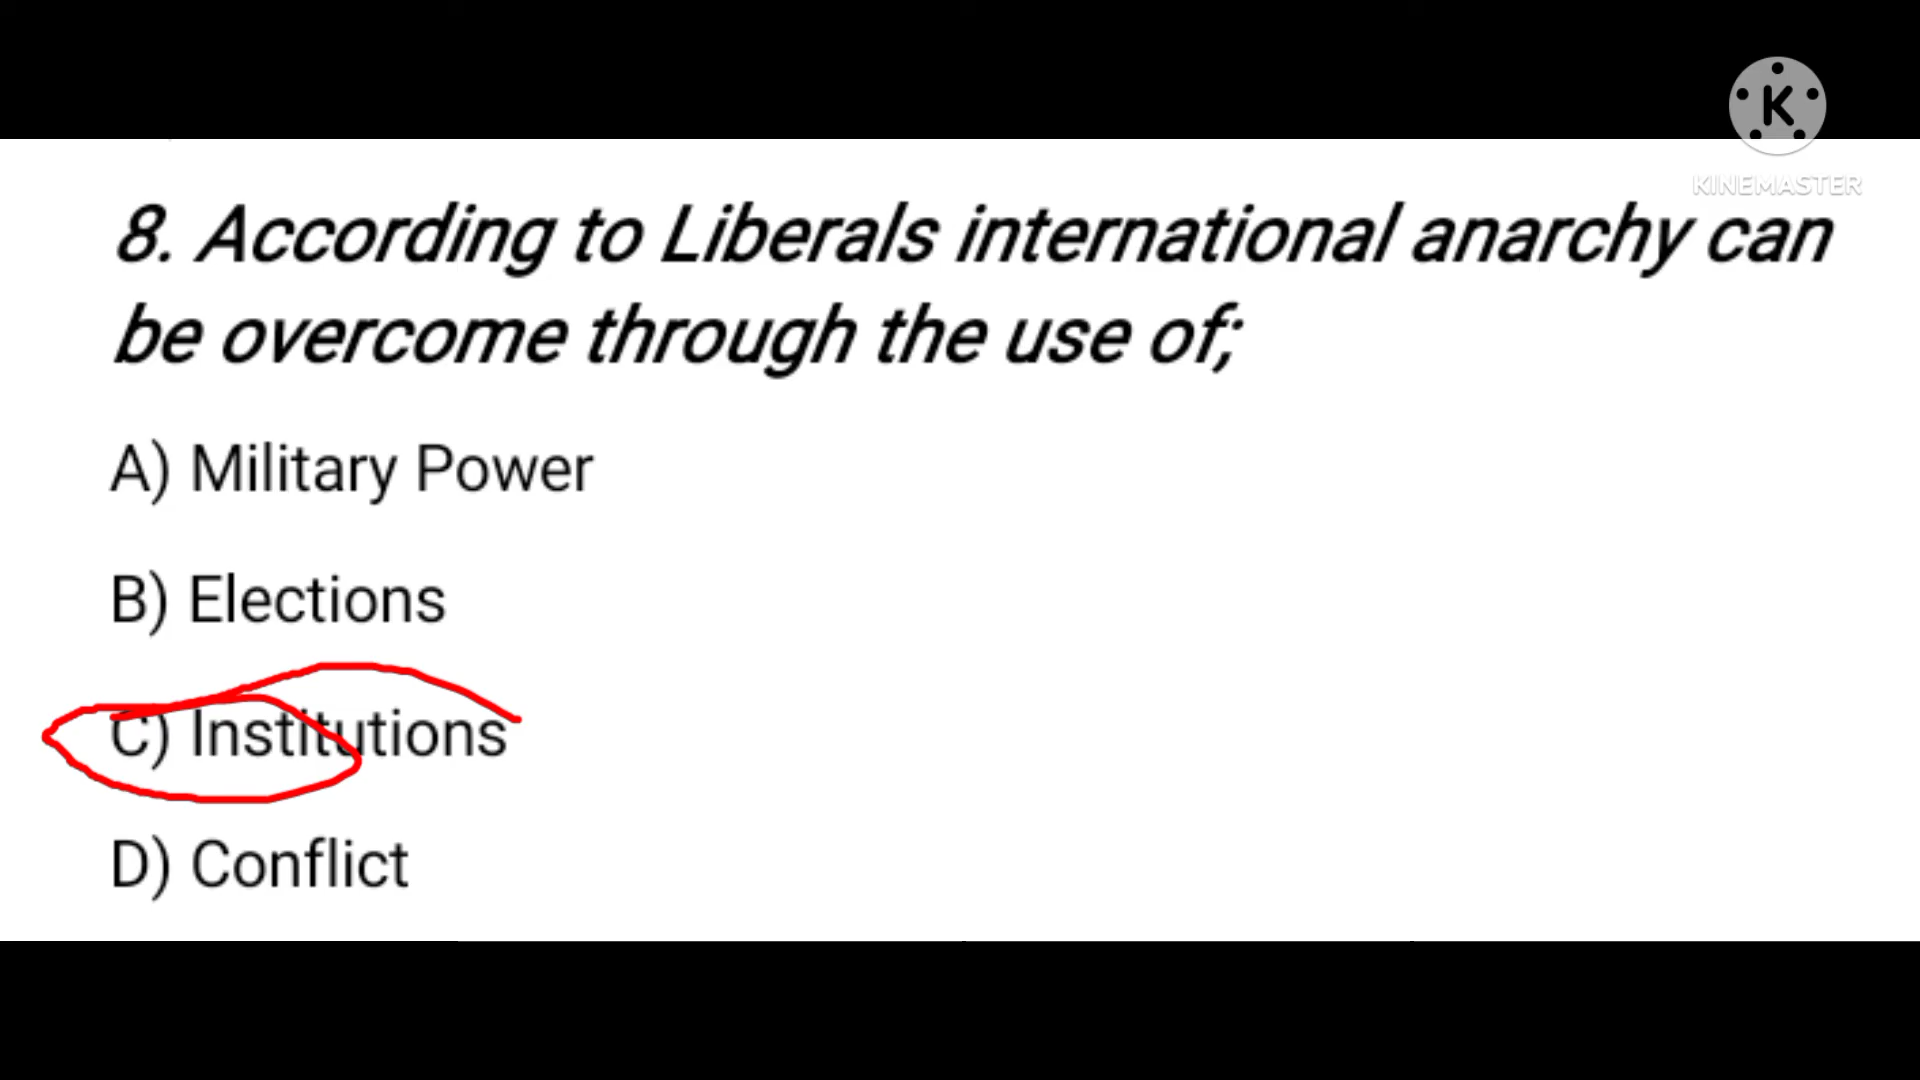 K
KINEMASTER
8. According to Liberals international anarchy can
be overcome through the use of;
A) Military Power
B) Elections
C) Institutions
D) Conflict